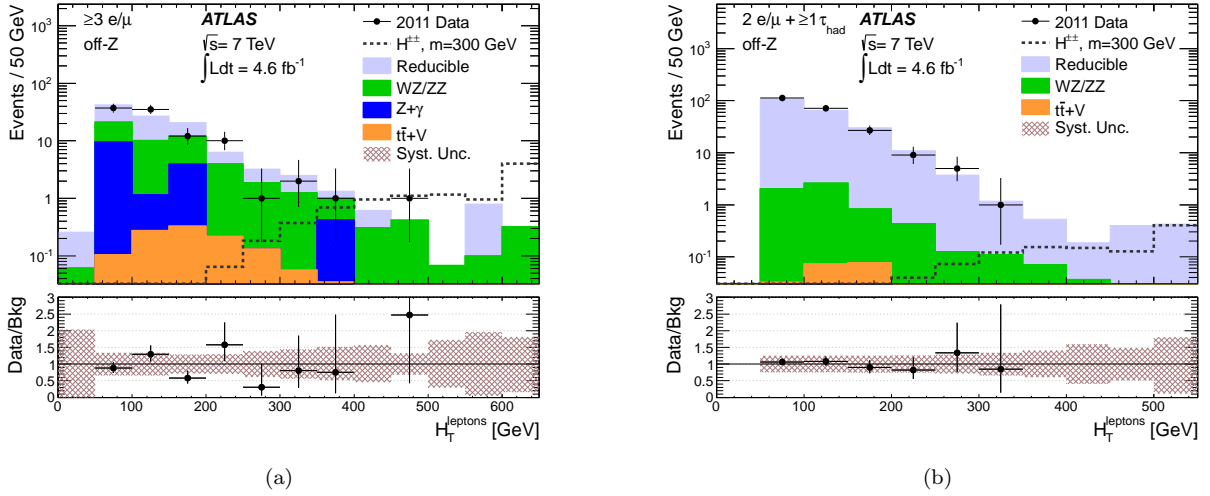 ≥3 e/μ ATLAS
off-Z √s= 7 TeV
∫Ldt = 4.6 fb⁻¹
2011 Data
H±±, m=300 GeV
Reducible
WZ/ZZ
Z+γ
tt̄+V
Syst. Unc.
Events / 50 GeV
10³
10²
10
1
10⁻¹
Data/Bkg
3
2.5
2
1.5
1
0.5
0
0 100 200 300 400 500 600
H_T^leptons [GeV]
(a)
2 e/μ + ≥1τ_had ATLAS
off-Z √s= 7 TeV
∫Ldt = 4.6 fb⁻¹
2011 Data
H±±, m=300 GeV
Reducible
WZ/ZZ
tt̄+V
Syst. Unc.
Events / 50 GeV
10³
10²
10
1
10⁻¹
Data/Bkg
3
2.5
2
1.5
1
0.5
0
0 100 200 300 400 500
H_T^leptons [GeV]
(b)